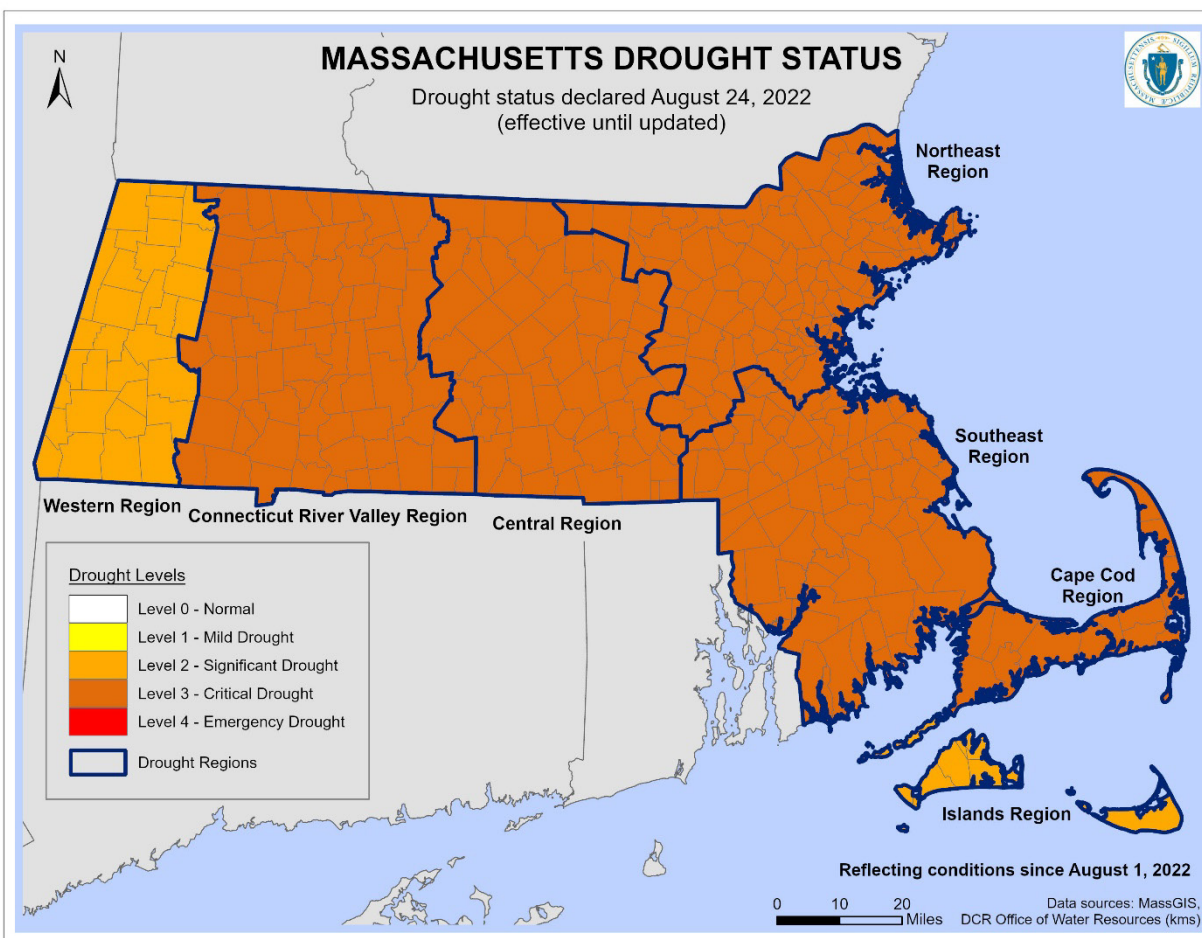 MASSACHUSETTS DROUGHT STATUS
Drought status declared August 24, 2022
(effective until updated)
N
Northeast
Region
Southeast
Region
Cape Cod
Region
Western Region
Connecticut River Valley Region
Central Region
Islands Region
Drought Levels
Level 0 - Normal
Level 1 - Mild Drought
Level 2 - Significant Drought
Level 3 - Critical Drought
Level 4 - Emergency Drought
Drought Regions
Reflecting conditions since August 1, 2022
0 10 20
Miles
Data sources: MassGIS,
DCR Office of Water Resources (kms)